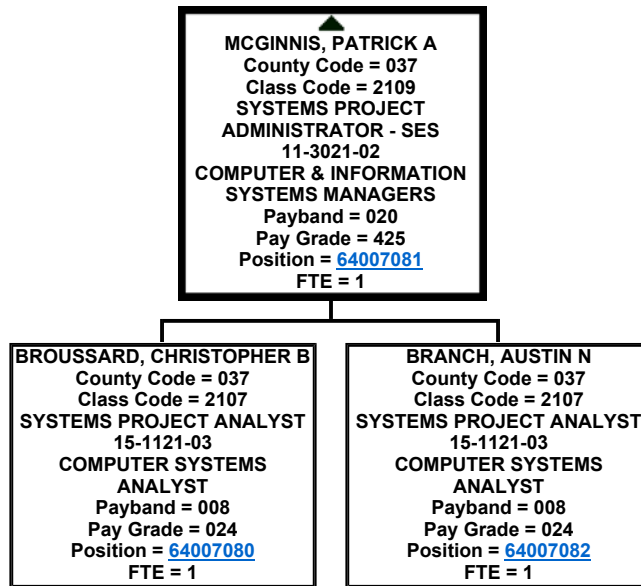 MCGINNIS, PATRICK A
County Code = 037
Class Code = 2109
SYSTEMS PROJECT
ADMINISTRATOR - SES
11-3021-02
COMPUTER & INFORMATION
SYSTEMS MANAGERS
Payband = 020
Pay Grade = 425
Position = 64007081
FTE = 1
BROUSSARD, CHRISTOPHER B
County Code = 037
Class Code = 2107
SYSTEMS PROJECT ANALYST
15-1121-03
COMPUTER SYSTEMS
ANALYST
Payband = 008
Pay Grade = 024
Position = 64007080
FTE = 1
BRANCH, AUSTIN N
County Code = 037
Class Code = 2107
SYSTEMS PROJECT ANALYST
15-1121-03
COMPUTER SYSTEMS
ANALYST
Payband = 008
Pay Grade = 024
Position = 64007082
FTE = 1